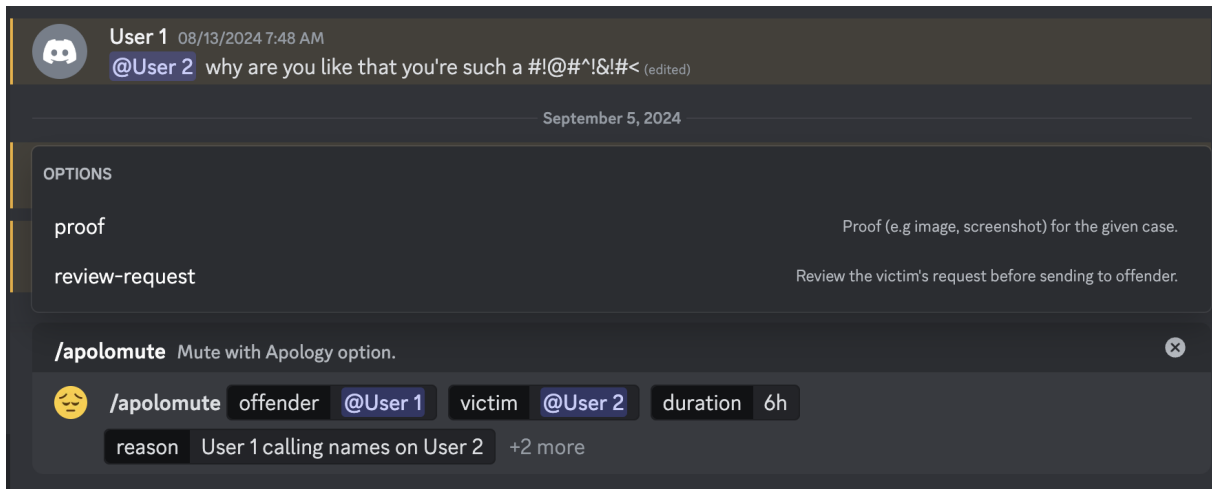 User 1 08/13/2024 7:48 AM
@User 2 why are you like that you're such a #!@#^!&!#< (edited)
September 5, 2024
OPTIONS
proof Proof (e.g image, screenshot) for the given case.
review-request Review the victim's request before sending to offender.
/apolomute Mute with Apology option.
/apolomute offender @User 1 victim @User 2 duration 6h
reason User 1 calling names on User 2 +2 more